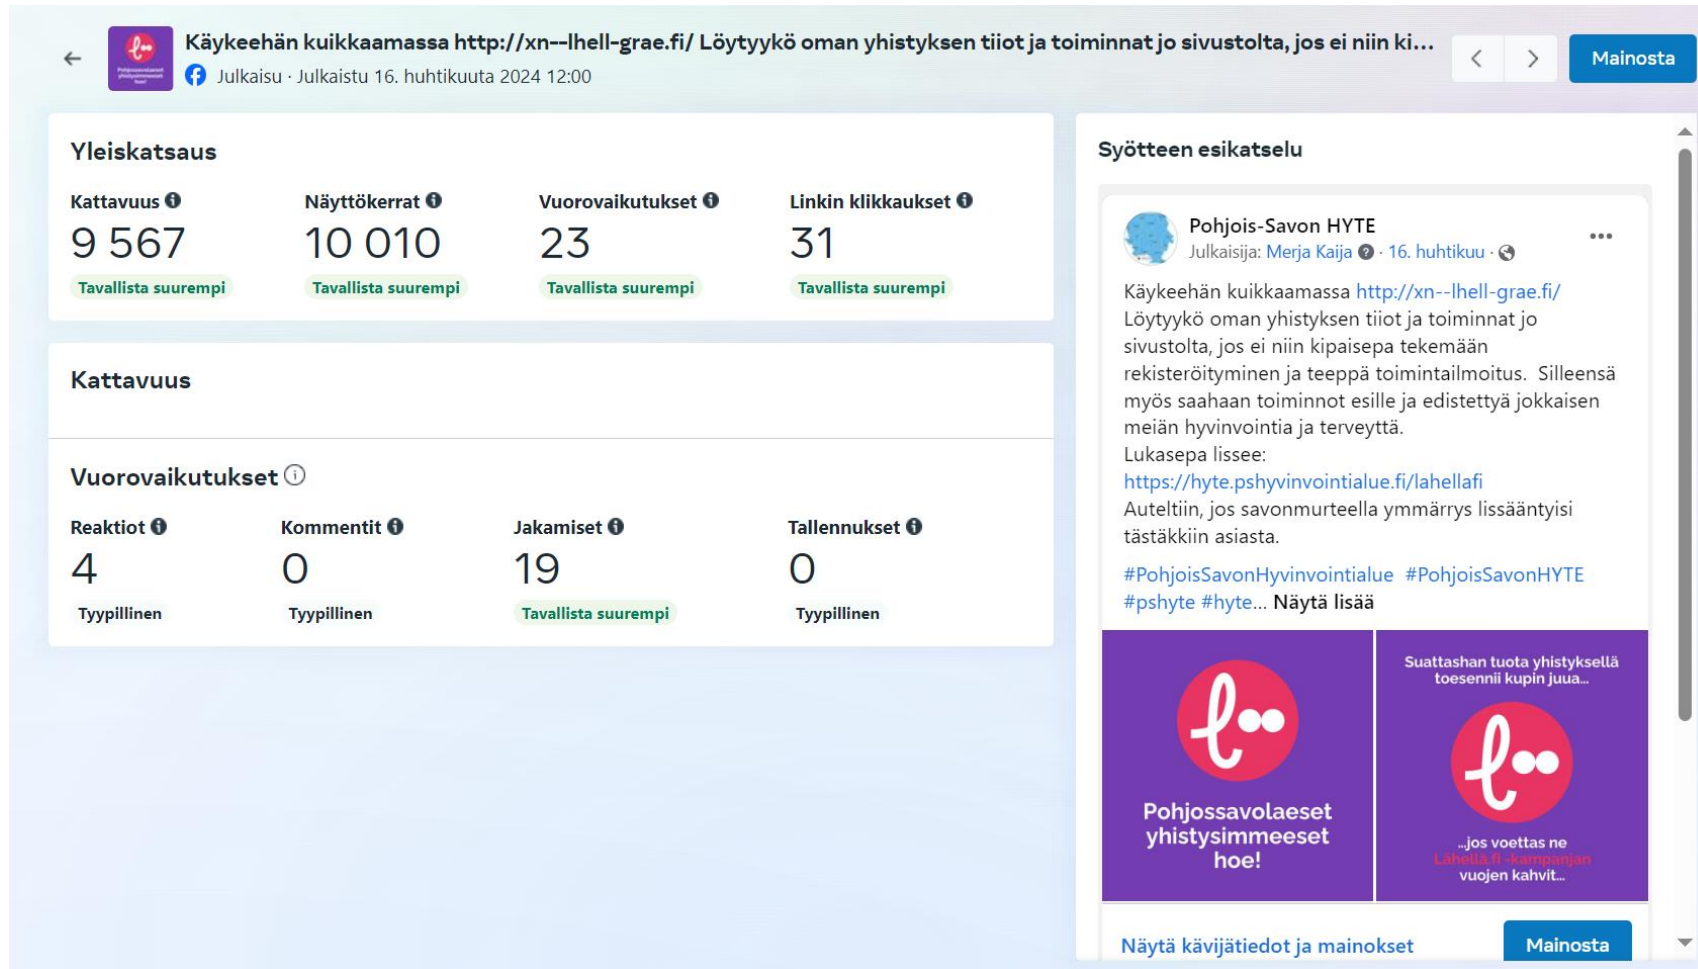 Käykeehän kuikkaamassa http://xn--lhell-grae.fi/ Löytyykö oman yhistyksen tiiot ja toiminnat jo sivustolta, jos ei niin ki...
Julkaisu · Julkaistu 16. huhtikuuta 2024 12:00
Mainosta
Yleiskatsaus
Kattavuus
9 567
Tavallista suurempi
Näyttökerrat
10 010
Tavallista suurempi
Vuorovaikutukset
23
Tavallista suurempi
Linkin klikkaukset
31
Tavallista suurempi
Kattavuus
Vuorovaikutukset
Reaktiot
4
Tyypillinen
Kommentit
0
Tyypillinen
Jakamiset
19
Tavallista suurempi
Tallennukset
0
Tyypillinen
Syötteen esikatselu
Pohjois-Savon HYTE
Julkaisija: Merja Kaija · 16. huhtikuu ·
Käykeehän kuikkaamassa http://xn--lhell-grae.fi/
Löytyykö oman yhistyksen tiiot ja toiminnat jo
sivustolta, jos ei niin kipaisepa tekemään
rekisteröityminen ja teeppä toimintailmoitus. Silleensä
myös saahaan toiminnot esille ja edistettyä jokkaisen
meiän hyvinvointia ja terveyttä.
Lukasepa lissee:
https://hyte.pshyvinvointialue.fi/lahellafi
Auteltiin, jos savonmurteella ymmärrys lissääntyisi
tästäkkiin asiasta.
#PohjoisSavonHyvinvointialue #PohjoisSavonHYTE
#pshyte #hyte... Näytä lisää
Pohjossavolaeset
yhistysimmeeset
hoe!
Suattashan tuota yhistyksellä
toesennii kupin juua...
...jos voettas ne
Lähellä.fi -kampanjan
vuojen kahvit...
Näytä kävijätiedot ja mainokset
Mainosta